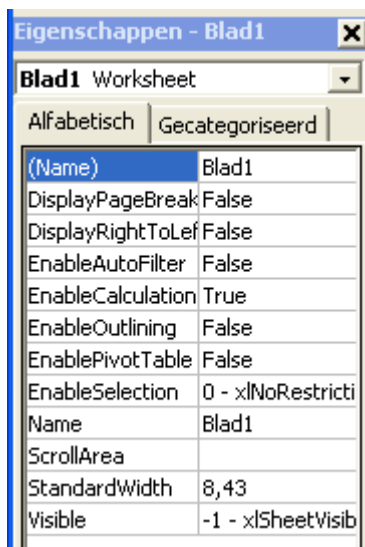 Eigenschappen - Blad1
Blad1 Worksheet
Alfabetisch Gecategoriseerd
(Name) Blad1
DisplayPageBreak False
DisplayRightToLef False
EnableAutoFilter False
EnableCalculation True
EnableOutlining False
EnablePivotTable False
EnableSelection 0 - xlNoRestricti
Name Blad1
ScrollArea
StandardWidth 8,43
Visible -1 - xlSheetVisib